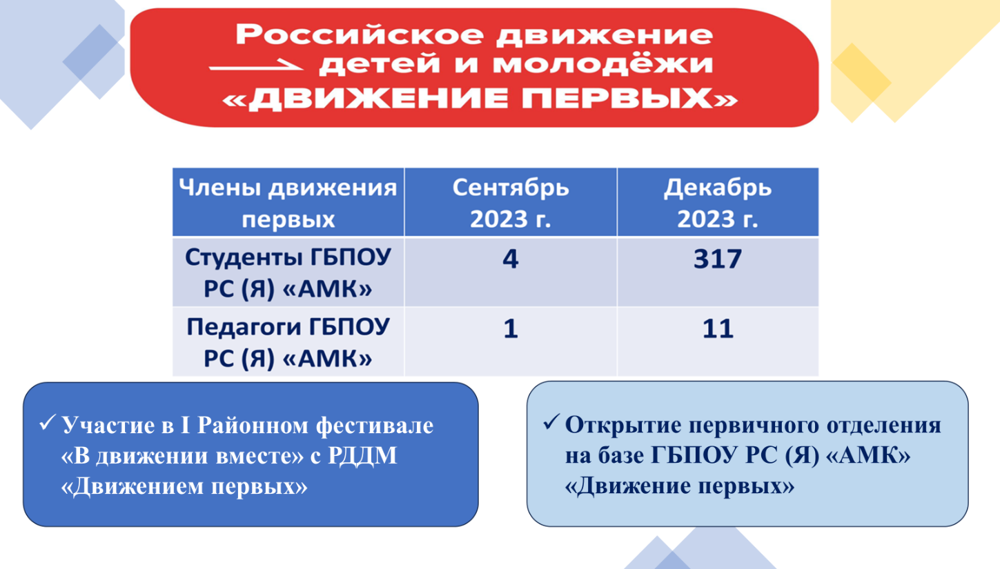 Российское движение
детей и молодёжи
«ДВИЖЕНИЕ ПЕРВЫХ»
Члены движения
первых
Сентябрь
2023 г.
Декабрь
2023 г.
Студенты ГБПОУ
РС (Я) «АМК»
4
317
Педагоги ГБПОУ
РС (Я) «АМК»
1
11
✓ Участие в I Районном фестивале
«В движении вместе» с РДДМ
«Движением первых»
✓ Открытие первичного отделения
на базе ГБПОУ РС (Я) «АМК»
«Движение первых»